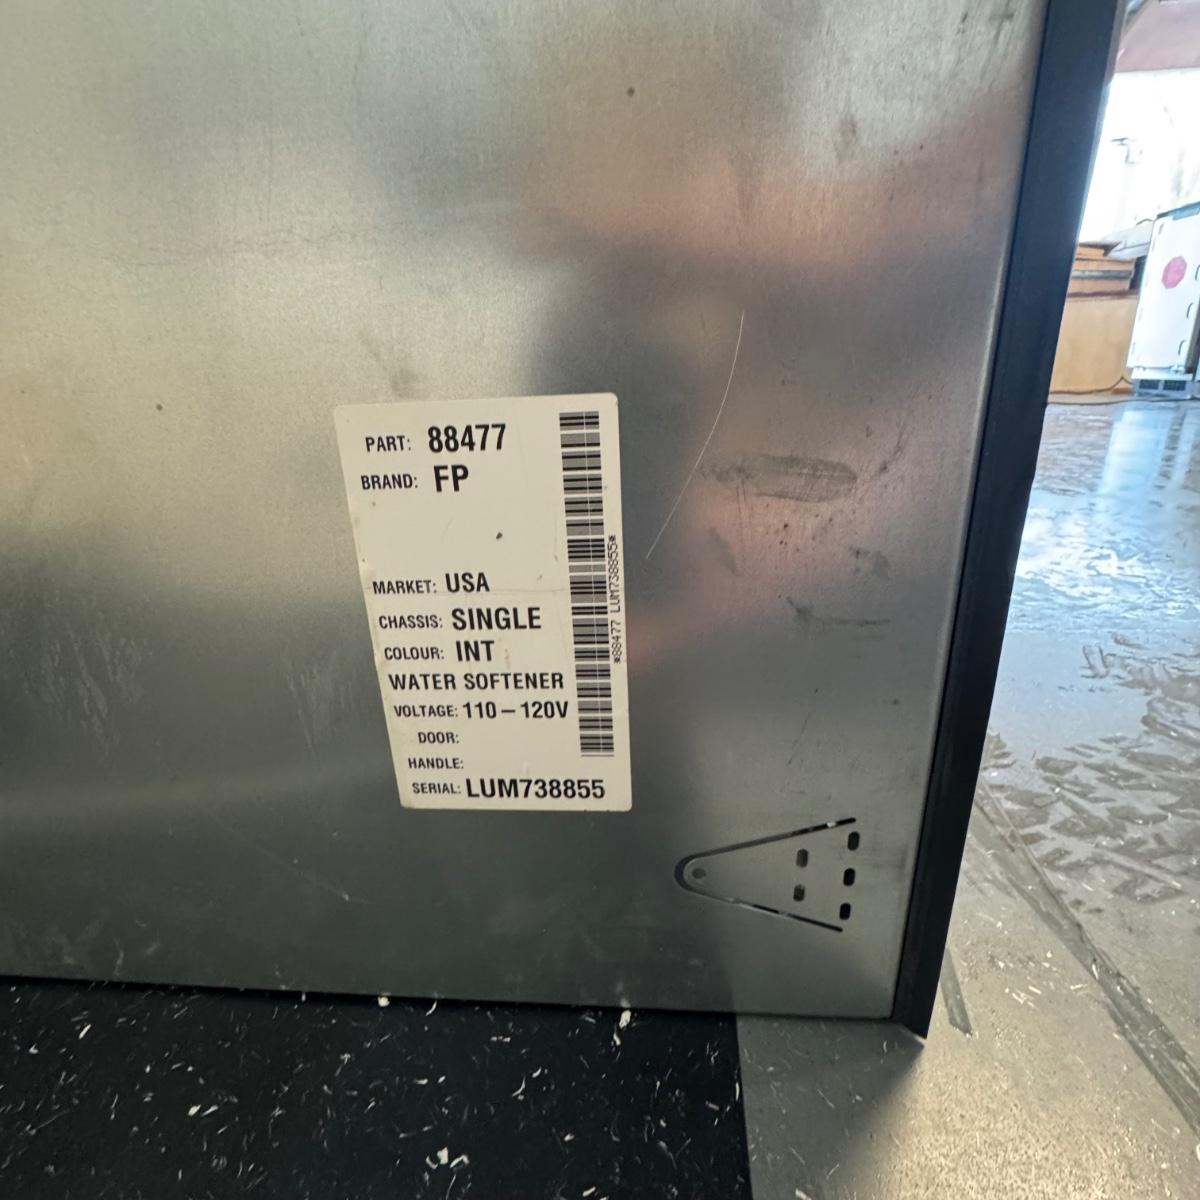 PART: 88477
BRAND: FP
MARKET: USA
CHASSIS: SINGLE
COLOUR: INT
WATER SOFTENER
VOLTAGE: 110–120V
DOOR:
HANDLE:
SERIAL: LUM738855
*88477 LUM738855*